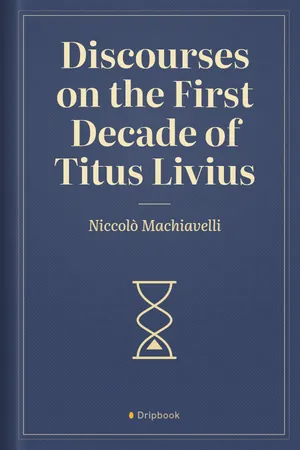 Discourses
on the First
Decade of
Titus Livius
Niccolò Machiavelli
Dripbook